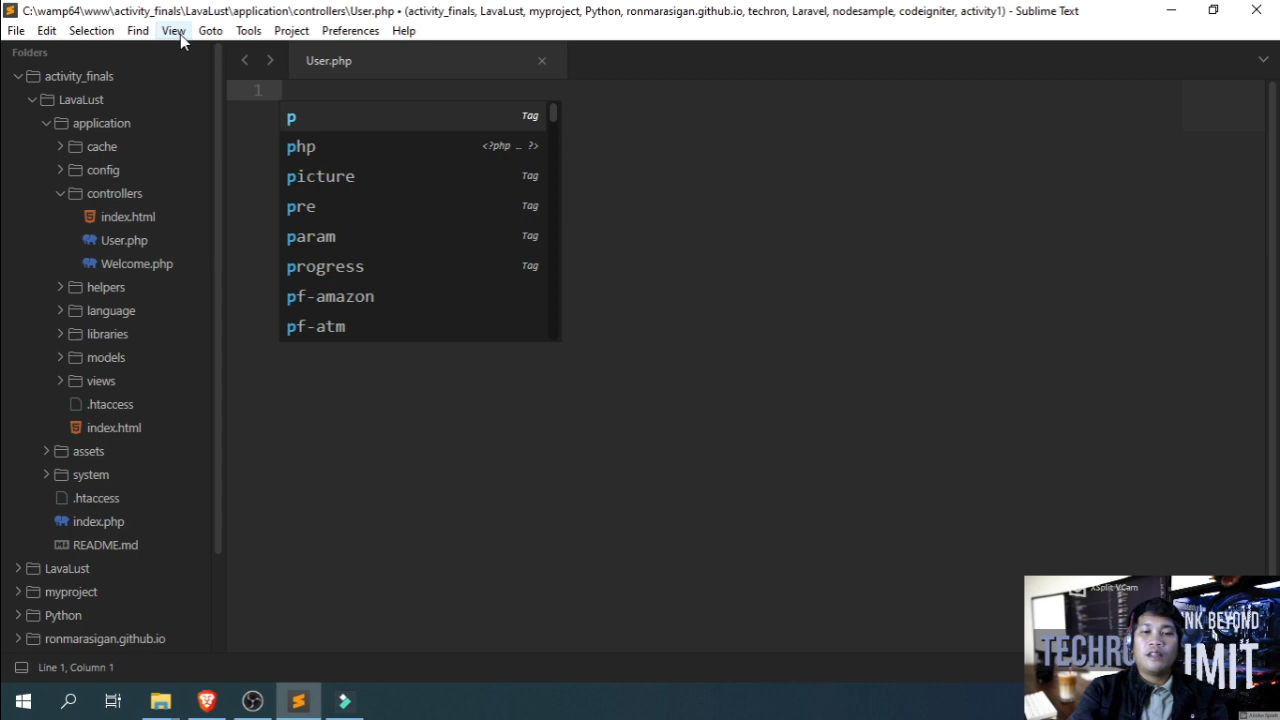 C:\wamp64\www\activity_finals\LavaLust\application\controllers\User.php • (activity_finals, LavaLust, myproject, Python, ronmarasigan.github.io, techron, Laravel, nodesample, codeigniter, activity1) - Sublime Text
File Edit Selection Find View Goto Tools Project Preferences Help
Folders
activity_finals
LavaLust
application
cache
config
controllers
index.html
User.php
Welcome.php
helpers
language
libraries
models
views
.htaccess
index.html
assets
system
.htaccess
index.php
README.md
LavaLust
myproject
Python
ronmarasigan.github.io
User.php
1
p Tag
php <?php _ ?>
picture Tag
pre Tag
param Tag
progress Tag
pf-amazon
pf-atm
Line 1, Column 1
XSplit VCam
NK BEYOND
IMIT
TECHR